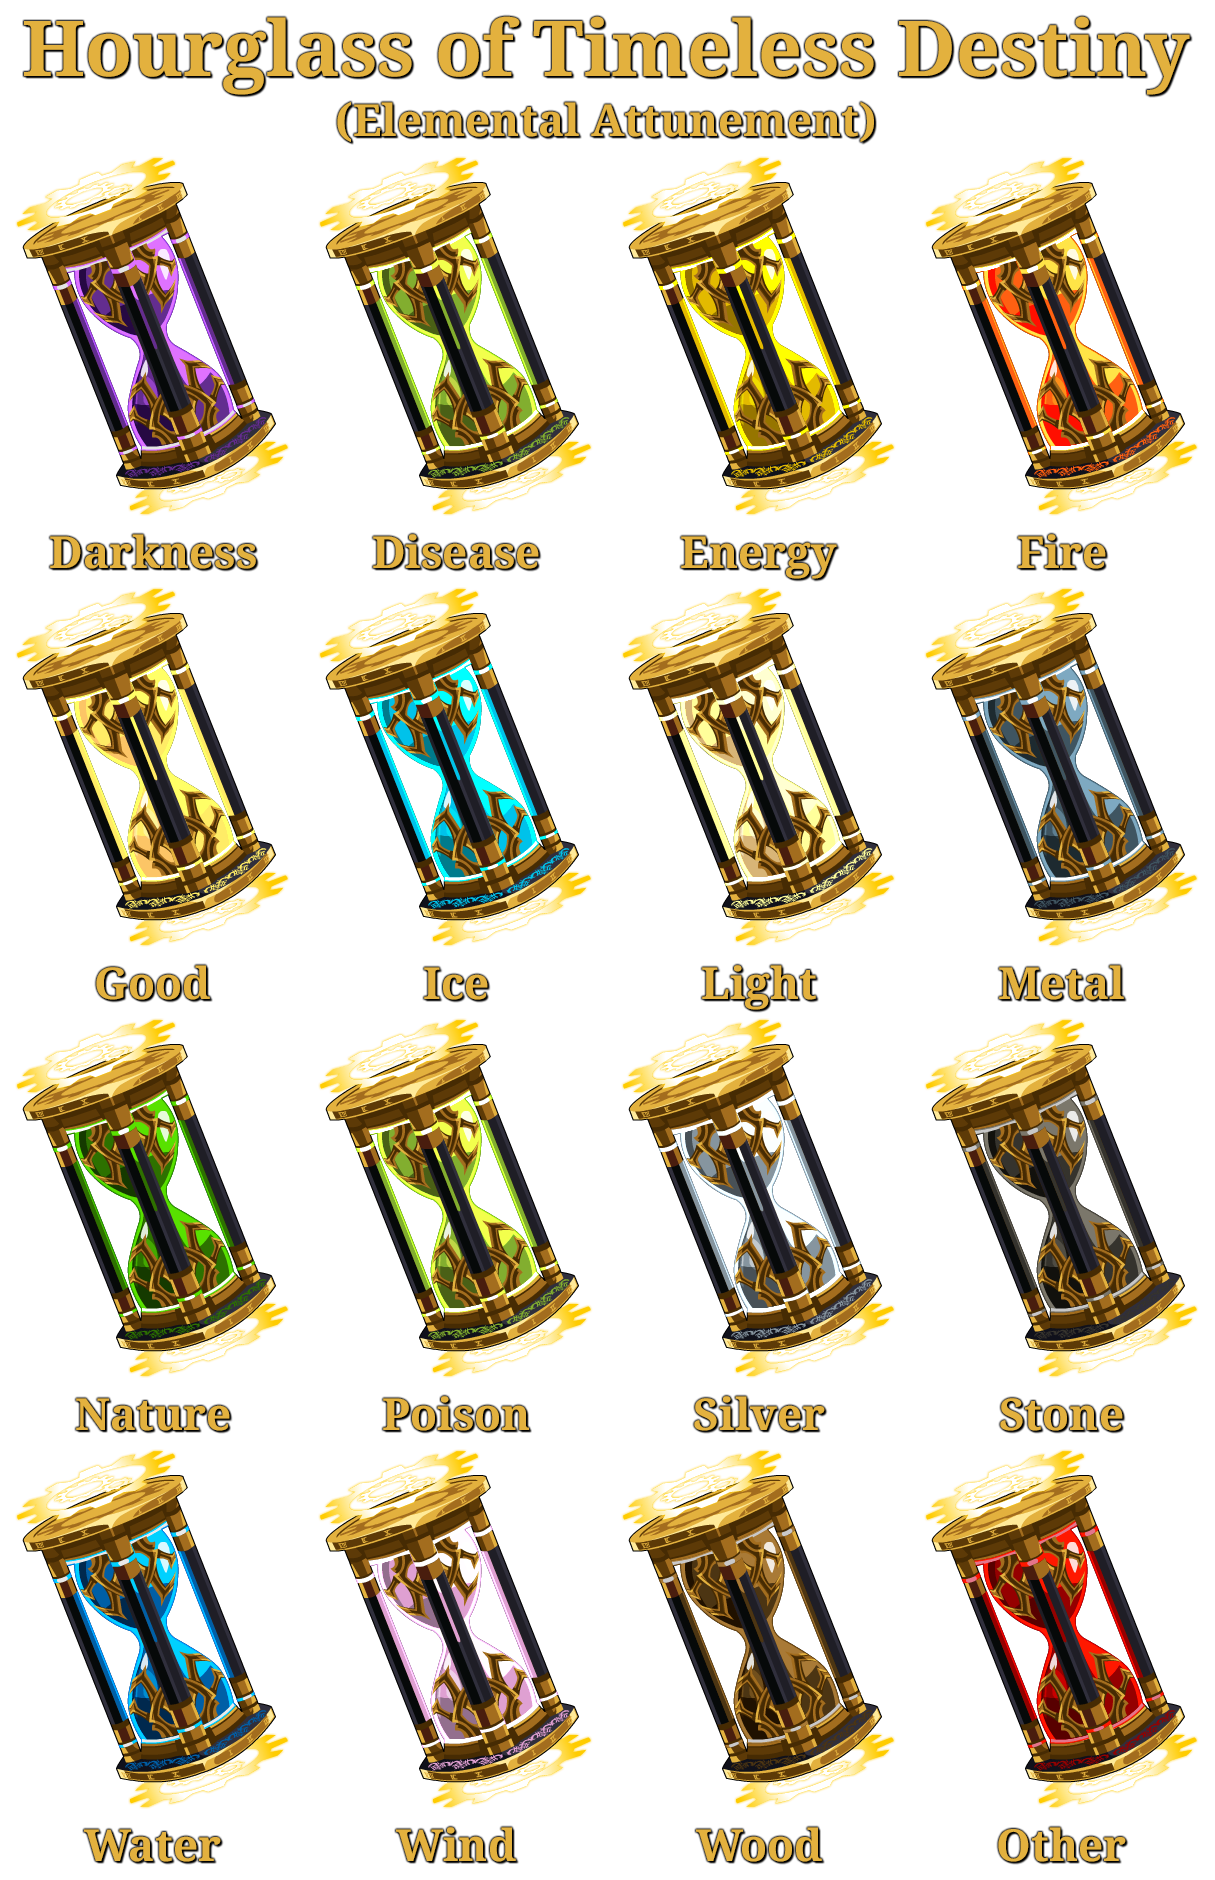 Hourglass of Timeless Destiny
(Elemental Attunement)
Darkness Disease Energy Fire
Good Ice Light Metal
Nature Poison Silver Stone
Water Wind Wood Other